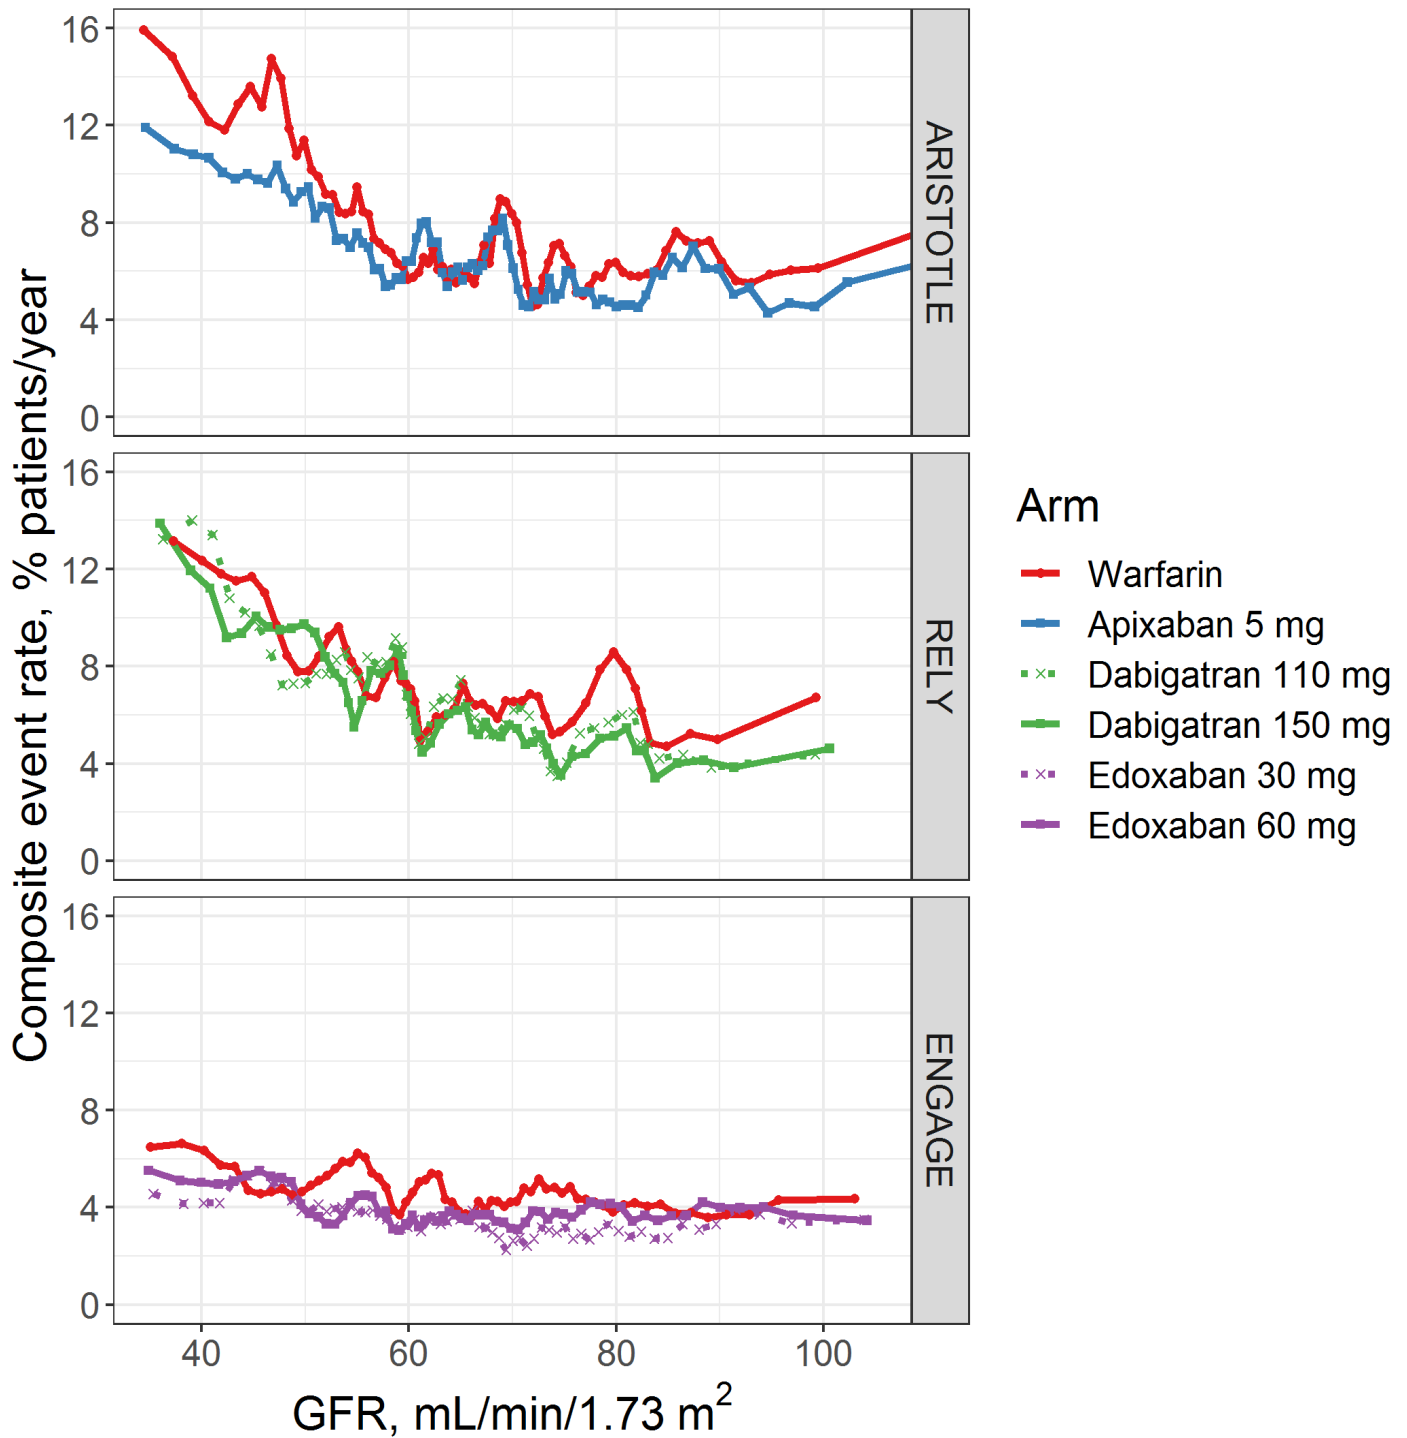 Composite event rate, % patients/year
16
12
8
4
0
ARISTOTLE
16
12
8
4
0
RELY
16
12
8
4
0
ENGAGE
40 60 80 100
GFR, mL/min/1.73 m²
Arm
Warfarin
Apixaban 5 mg
Dabigatran 110 mg
Dabigatran 150 mg
Edoxaban 30 mg
Edoxaban 60 mg